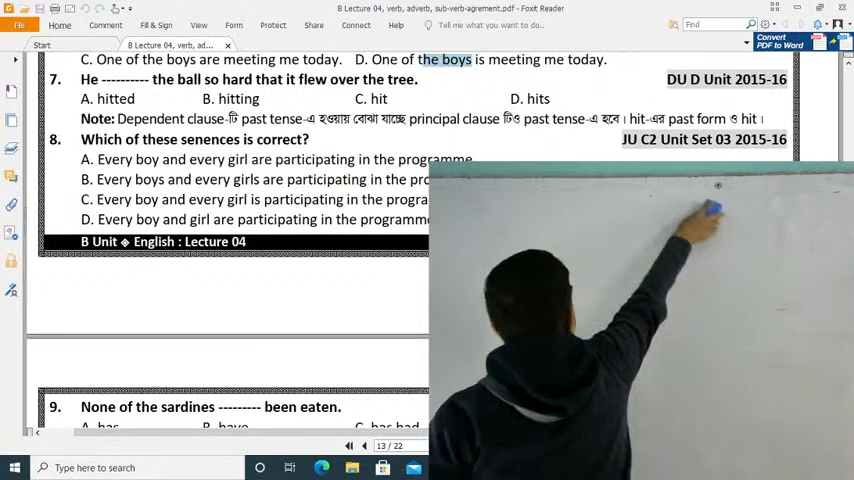 B Lecture 04, verb, adverb, sub-verb-agrement.pdf - Foxit Reader
File
Home
Comment
Fill & Sign
View
Form
Protect
Share
Help
Tell me what you want to do...
Find
Start
B Lecture 04, verb, ad...
Convert
PDF to Word
C. One of the boys are meeting me today. D. One of the boys is meeting me today.
7. He ---------- the ball so hard that it flew over the tree. DU D Unit 2015-16
A. hitted B. hitting C. hit D. hits
Note: Dependent clause-টি past tense-এ হওয়ায় বোঝা যাচ্ছে principal clause টিও past tense-এ হবে। hit-এর past form ও hit।
8. Which of these senences is correct? JU C2 Unit Set 03 2015-16
A. Every boy and every girl are participating in the programme
B. Every boys and every girls are participating in the pro
C. Every boy and every girl is participating in the progra
D. Every boy and girl are participating in the programm
B Unit ❖ English : Lecture 04
9. None of the sardines --------- been eaten.
A. has B. have C. has had
13 / 22
Type here to search